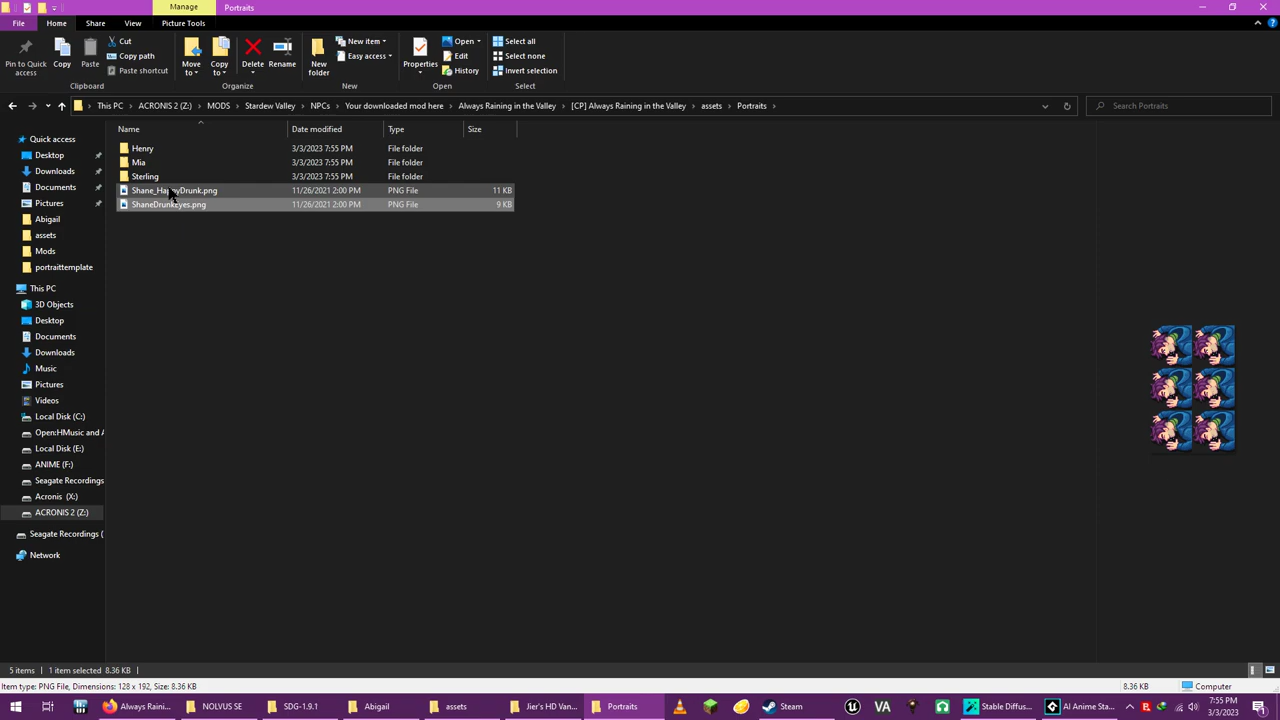 Manage
Portraits
File
Home
Share
View
Picture Tools
Pin to Quick access
Copy
Paste
Cut
Copy path
Paste shortcut
Clipboard
Move to
Copy to
Delete
Rename
Organize
New folder
New item
Easy access
New
Properties
Open
Edit
History
Open
Select all
Select none
Invert selection
Select
This PC > ACRONIS 2 (Z:) > MODS > Stardew Valley > NPCs > Your downloaded mod here > Always Raining in the Valley > [CP] Always Raining in the Valley > assets > Portraits >
Search Portraits
Name Date modified Type Size
Henry 3/3/2023 7:55 PM File folder
Mia 3/3/2023 7:55 PM File folder
Sterling 3/3/2023 7:55 PM File folder
Shane_HappyDrunk.png 11/26/2021 2:00 PM PNG File 11 KB
ShaneDrunkEyes.png 11/26/2021 2:00 PM PNG File 9 KB
Quick access
Desktop
Downloads
Documents
Pictures
Abigail
assets
Mods
portraittemplate
This PC
3D Objects
Desktop
Documents
Downloads
Music
Pictures
Videos
Local Disk (C:)
Open:HMusic and A
Local Disk (E:)
ANIME (F:)
Seagate Recordings
Acronis (X:)
ACRONIS 2 (Z:)
Seagate Recordings (
Network
5 items 1 item selected 8.36 KB
Item type: PNG File, Dimensions: 128 x 192, Size: 8.36 KB 8.36 KB Computer
Always Raini... NOLVUS SE SDG-1.9.1 Abigail assets Jier's HD Van... Portraits Steam VA Stable Diffus... AI Anime Sta... 7:55 PM
3/3/2023